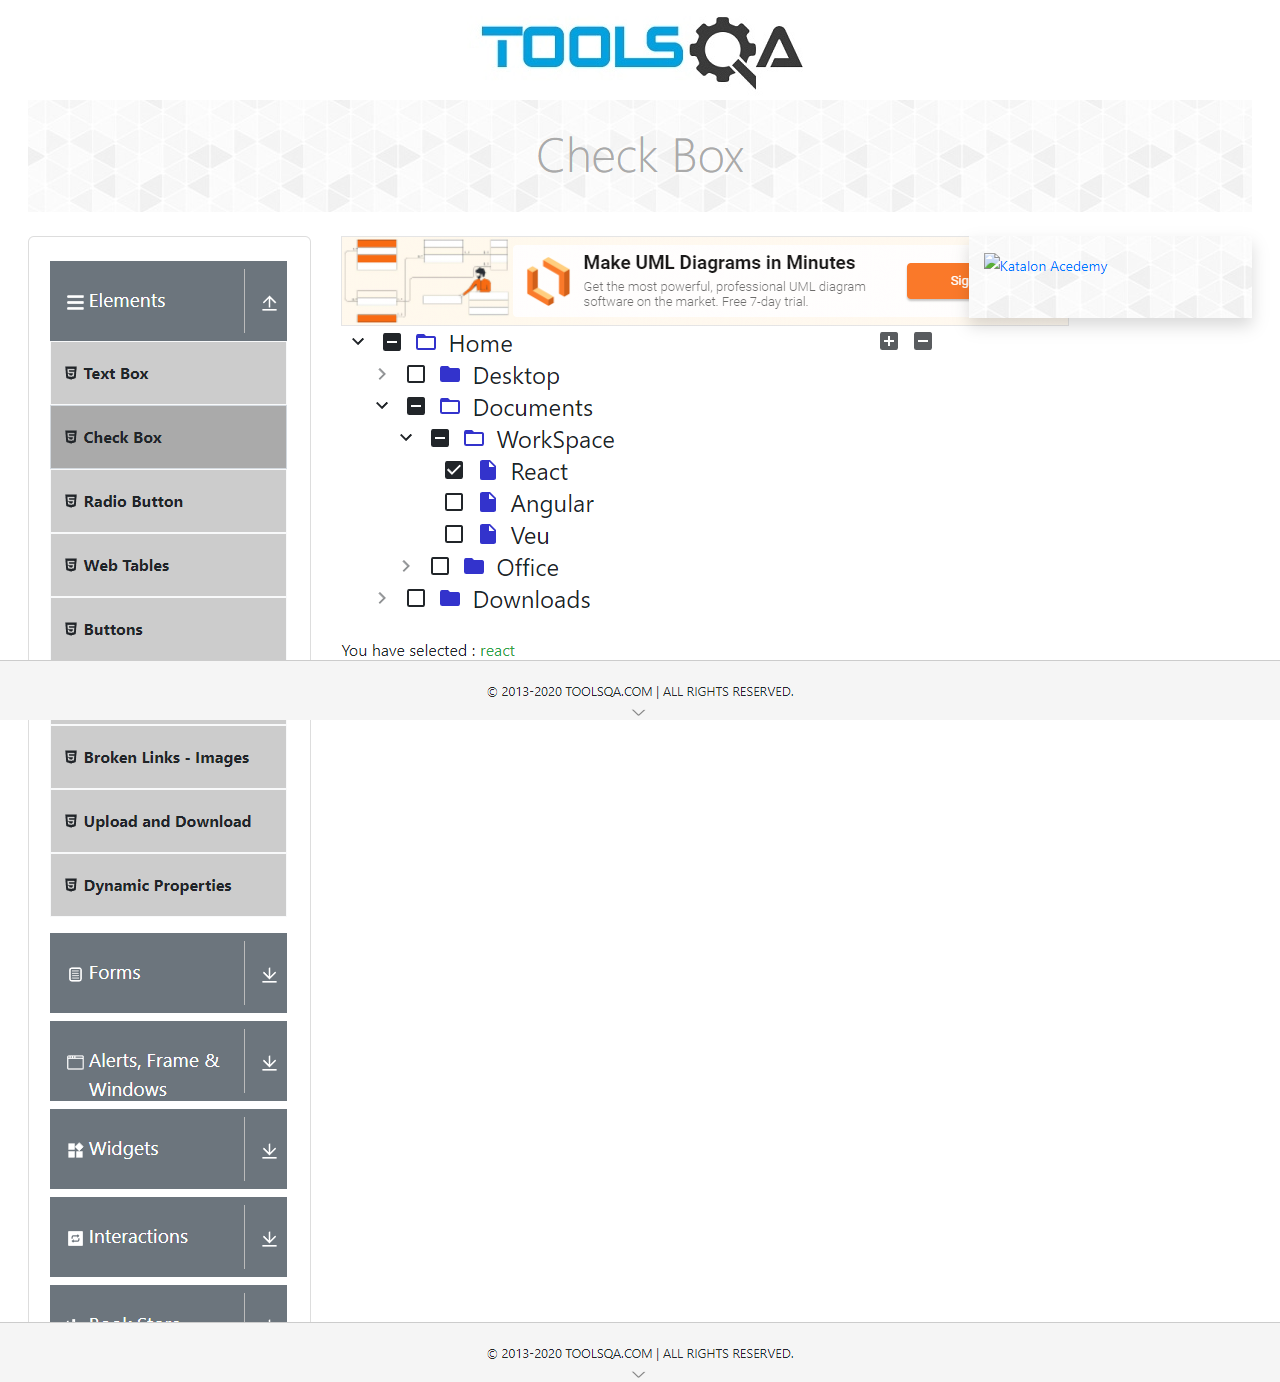 TOOLSQA
Check Box
Elements
Text Box
Check Box
Radio Button
Web Tables
Buttons
Make UML Diagrams in Minutes
Get the most powerful, professional UML diagram
software on the market. Free 7-day trial.
Sig
Katalon Acedemy
Home
Desktop
Documents
WorkSpace
React
Angular
Veu
Office
Downloads
You have selected : react
© 2013-2020 TOOLSQA.COM | ALL RIGHTS RESERVED.
Broken Links - Images
Upload and Download
Dynamic Properties
Forms
Alerts, Frame &
Windows
Widgets
Interactions
Book Store
© 2013-2020 TOOLSQA.COM | ALL RIGHTS RESERVED.